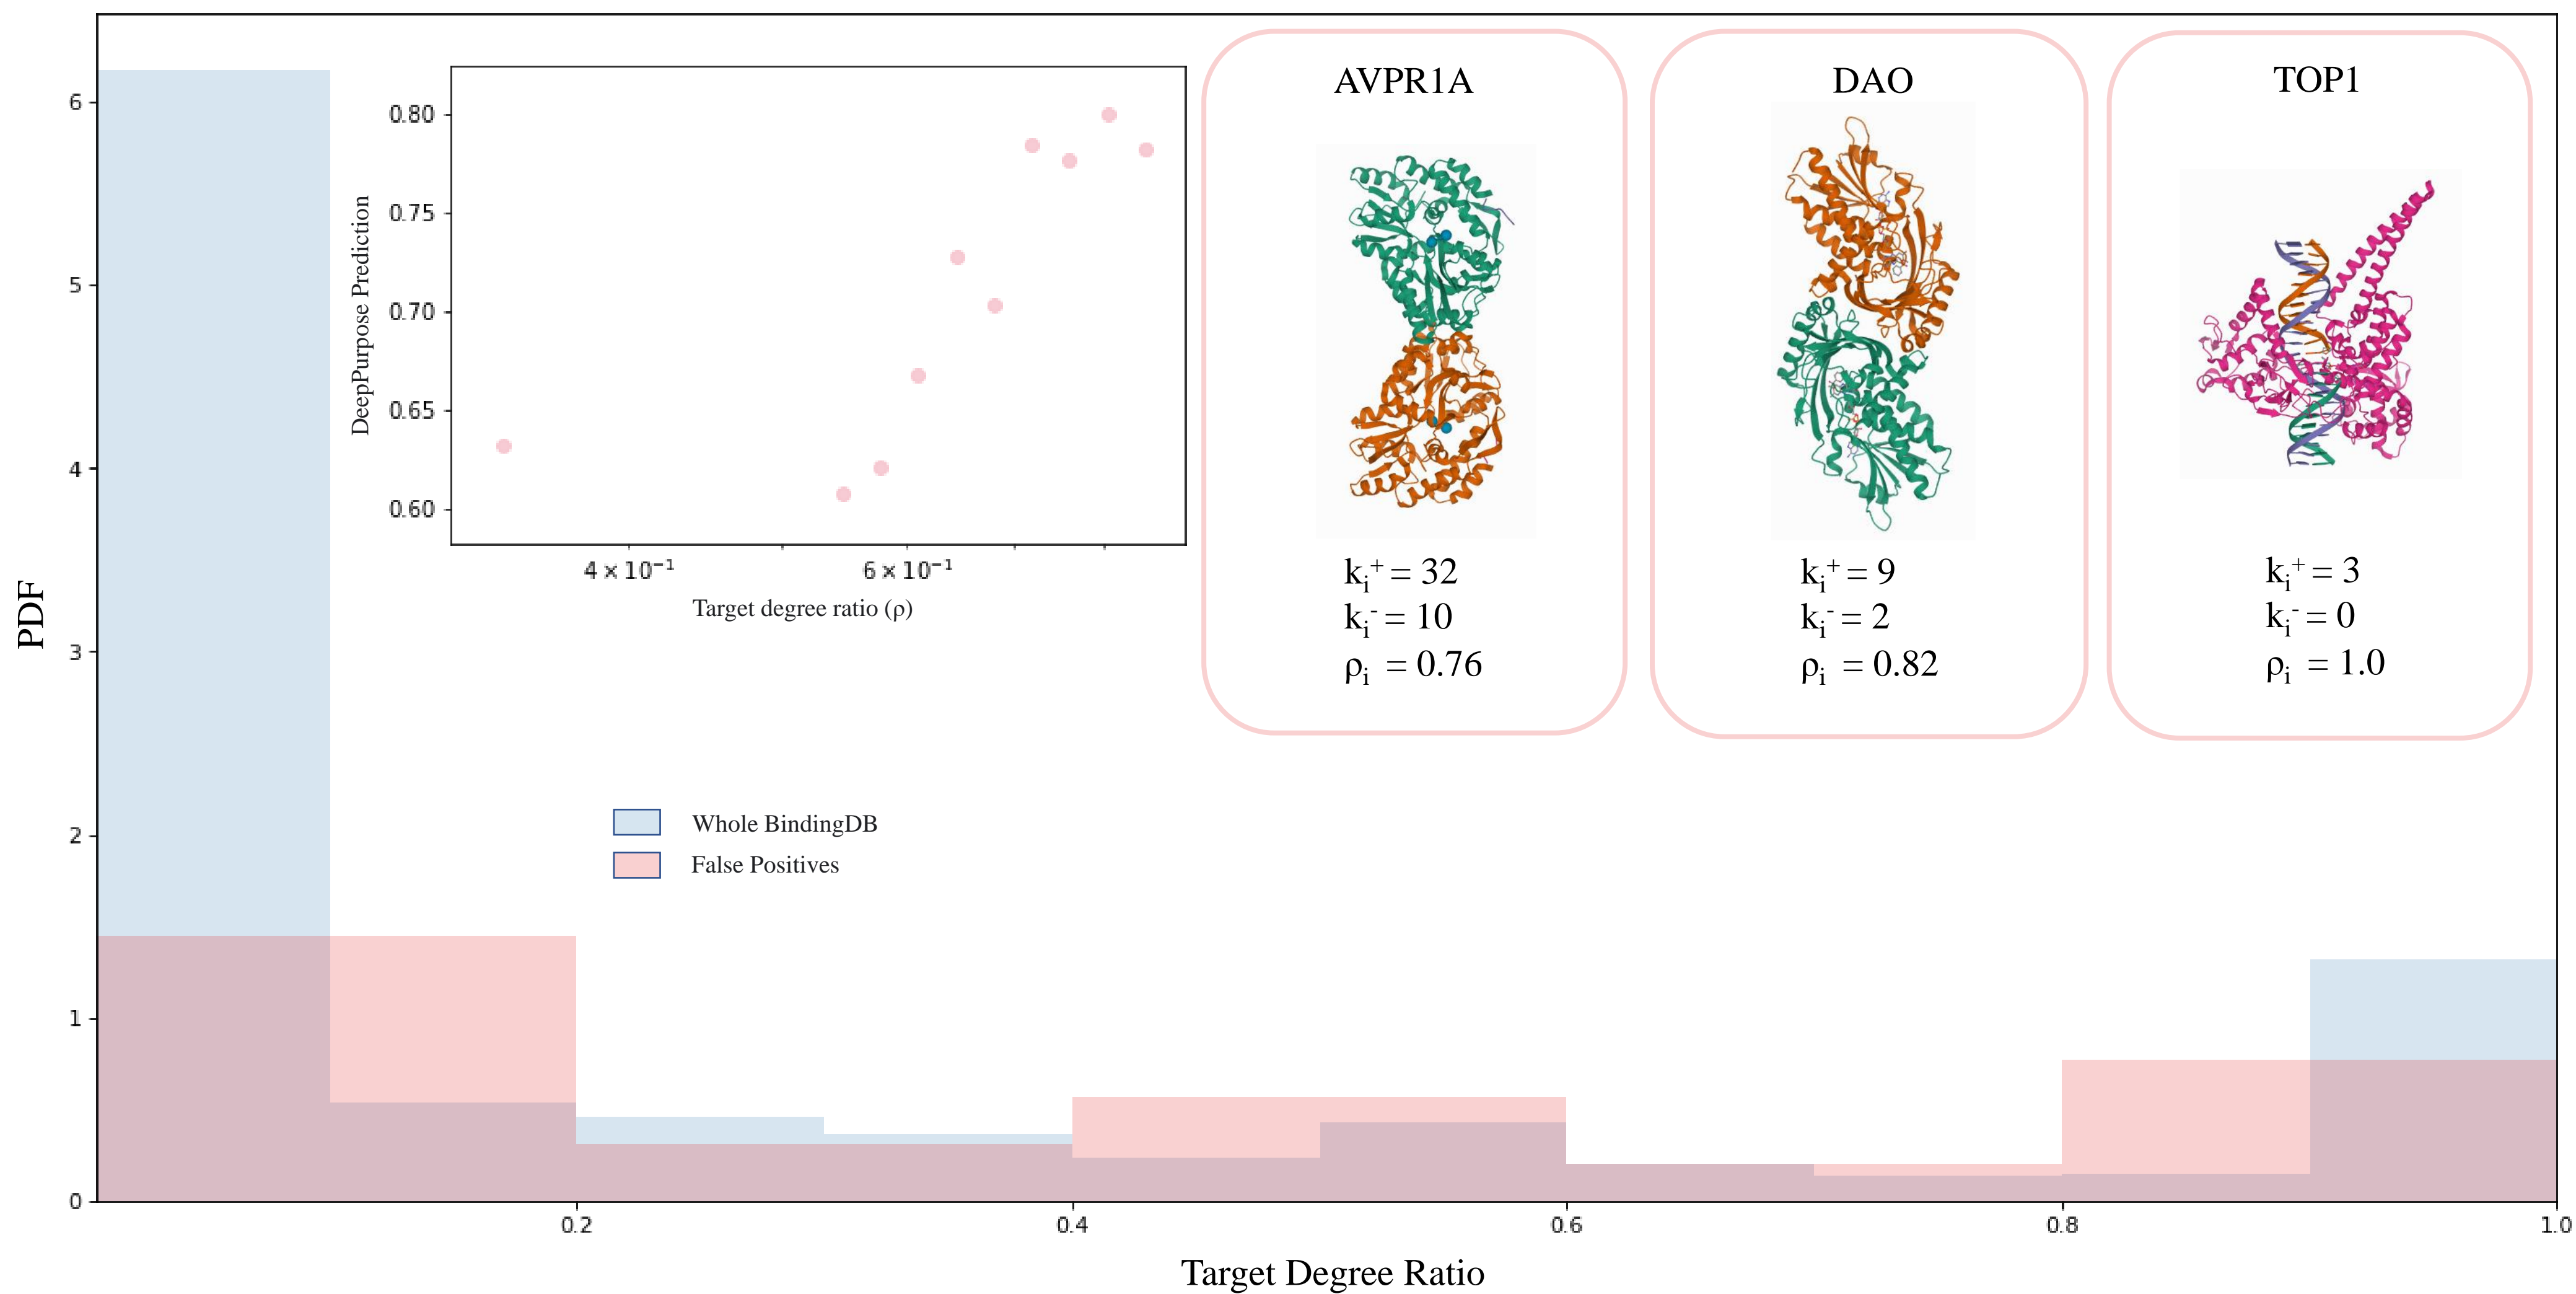 PDF
6
5
4
3
2
1
0
0.2
0.4
0.6
0.8
1.0
Target Degree Ratio
DeepPurpose Prediction
0.80
0.75
0.70
0.65
0.60
4 × 10⁻¹
6 × 10⁻¹
Target degree ratio (ρ)
Whole BindingDB
False Positives
AVPR1A
kᵢ⁺ = 32
kᵢ⁻ = 10
ρᵢ = 0.76
DAO
kᵢ⁺ = 9
kᵢ⁻ = 2
ρᵢ = 0.82
TOP1
kᵢ⁺ = 3
kᵢ⁻ = 0
ρᵢ = 1.0